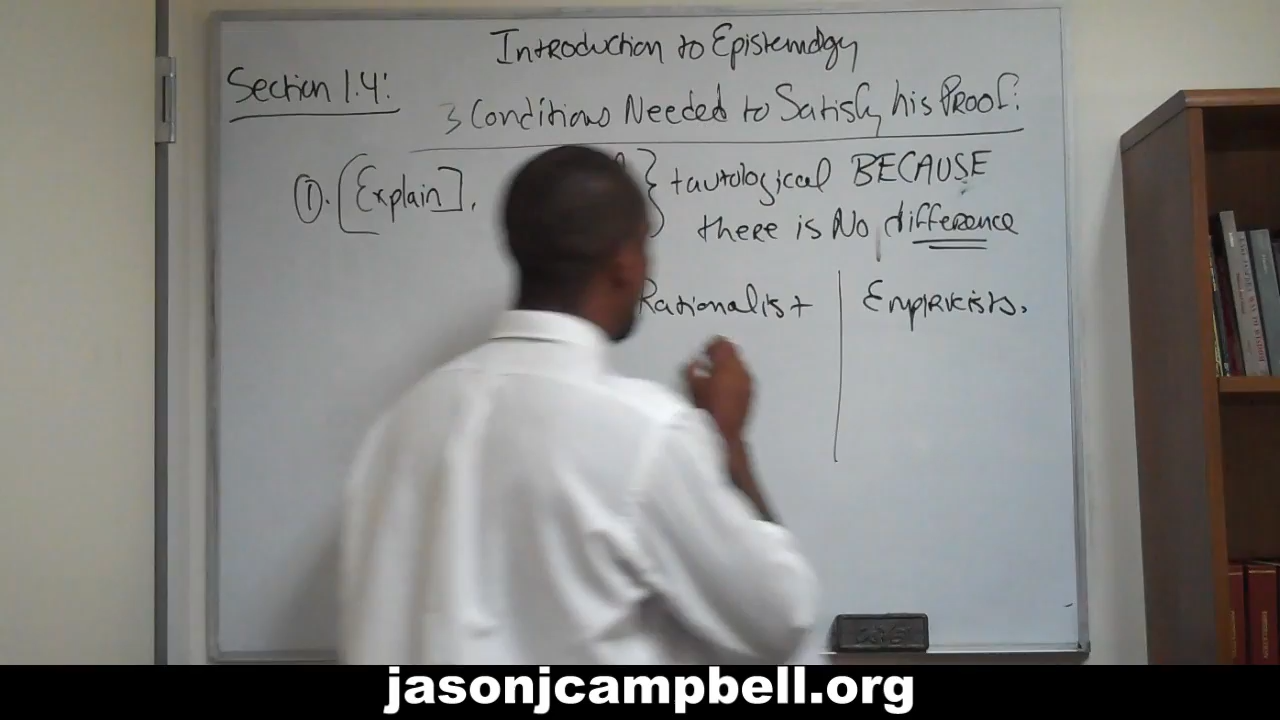 Introduction to Epistemology
Section 1.4:
3 Conditions Needed to Satisfy his Proof:
①. [Explain], } tautological BECAUSE
there is No difference
Rationalist | Empiricists.
jasonjcampbell.org